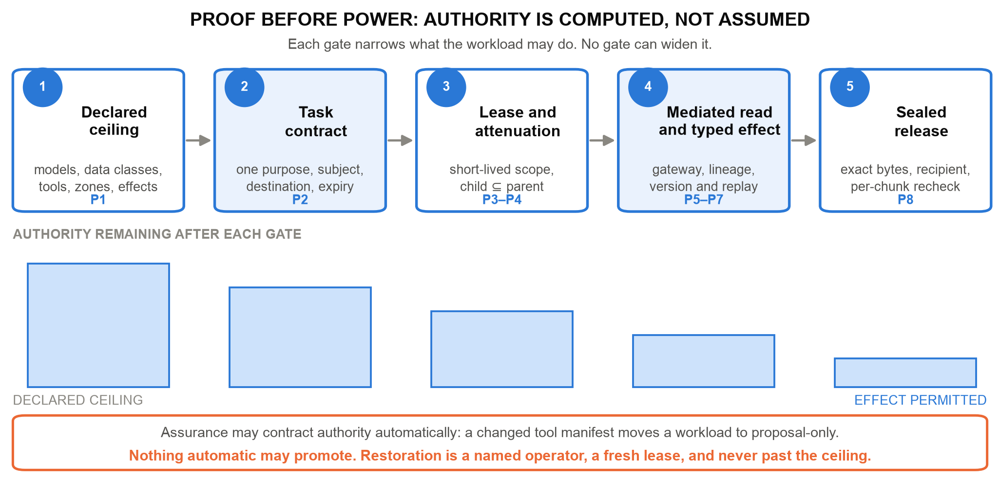 PROOF BEFORE POWER: AUTHORITY IS COMPUTED, NOT ASSUMED
Each gate narrows what the workload may do. No gate can widen it.
1
Declared
ceiling
models, data classes,
tools, zones, effects
P1
2
Task
contract
one purpose, subject,
destination, expiry
P2
3
Lease and
attenuation
short-lived scope,
child ⊆ parent
P3–P4
4
Mediated read
and typed effect
gateway, lineage,
version and replay
P5–P7
5
Sealed
release
exact bytes, recipient,
per-chunk recheck
P8
AUTHORITY REMAINING AFTER EACH GATE
DECLARED CEILING
EFFECT PERMITTED
Assurance may contract authority automatically: a changed tool manifest moves a workload to proposal-only.
Nothing automatic may promote. Restoration is a named operator, a fresh lease, and never past the ceiling.